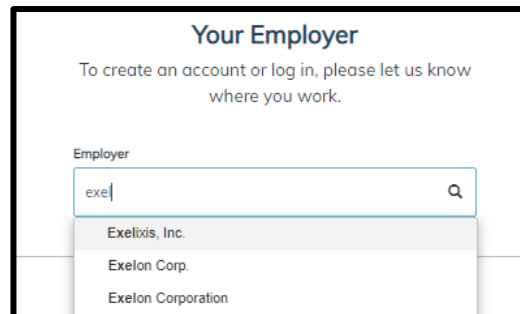 Your Employer
To create an account or log in, please let us know
where you work.
Employer
exel
Exelixis, Inc.
Exelon Corp.
Exelon Corporation